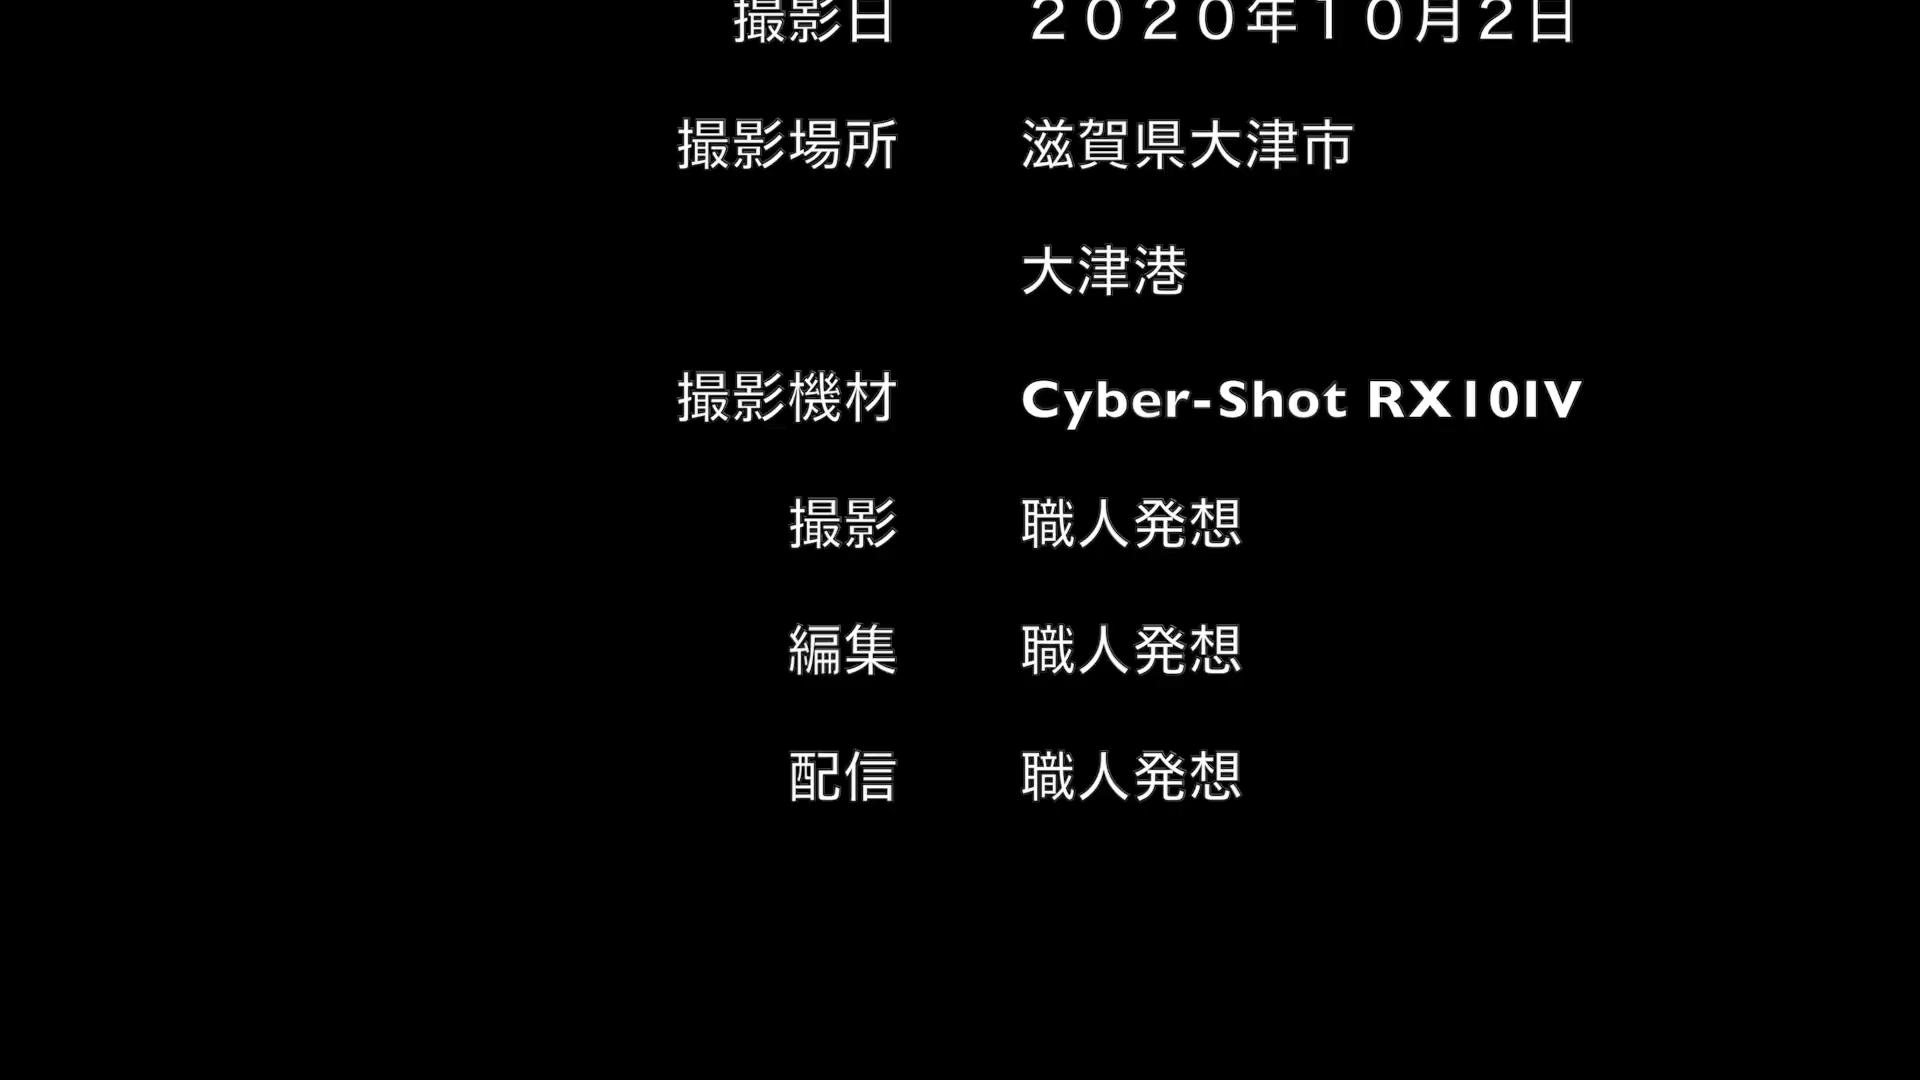 撮影日 2020年10月2日
撮影場所 滋賀県大津市
大津港
撮影機材 Cyber-Shot RX10IV
撮影 職人発想
編集 職人発想
配信 職人発想